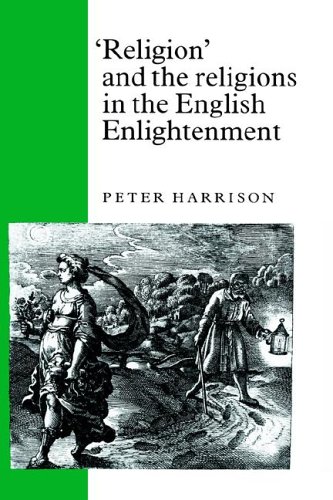 ‘Religion’
and the religions
in the English
Enlightenment
PETER HARRISON